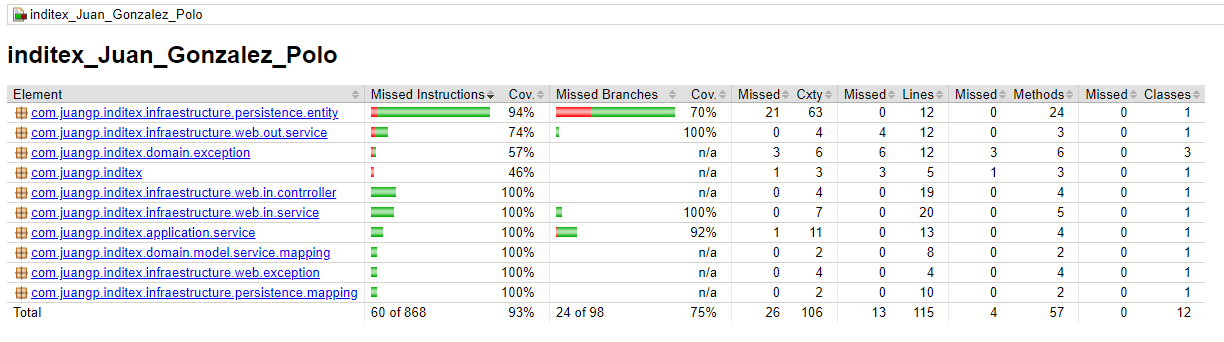 inditex_Juan_Gonzalez_Polo
inditex_Juan_Gonzalez_Polo
Element Missed Instructions Cov. Missed Branches Cov. Missed Cxty Missed Lines Missed Methods Missed Classes
com.juangp.inditex.infraestructure.persistence.entity 94% 70% 21 63 0 12 0 24 0 1
com.juangp.inditex.infraestructure.web.out.service 74% 100% 0 4 4 12 0 3 0 1
com.juangp.inditex.domain.exception 57% n/a 3 6 6 12 3 6 0 3
com.juangp.inditex 46% n/a 1 3 3 5 1 3 0 1
com.juangp.inditex.infraestructure.web.in.contrroller 100% n/a 0 4 0 19 0 4 0 1
com.juangp.inditex.infraestructure.web.in.service 100% 100% 0 7 0 20 0 5 0 1
com.juangp.inditex.application.service 100% 92% 1 11 0 13 0 4 0 1
com.juangp.inditex.domain.model.service.mapping 100% n/a 0 2 0 8 0 2 0 1
com.juangp.inditex.infraestructure.web.exception 100% n/a 0 4 0 4 0 4 0 1
com.juangp.inditex.infraestructure.persistence.mapping 100% n/a 0 2 0 10 0 2 0 1
Total 60 of 868 93% 24 of 98 75% 26 106 13 115 4 57 0 12